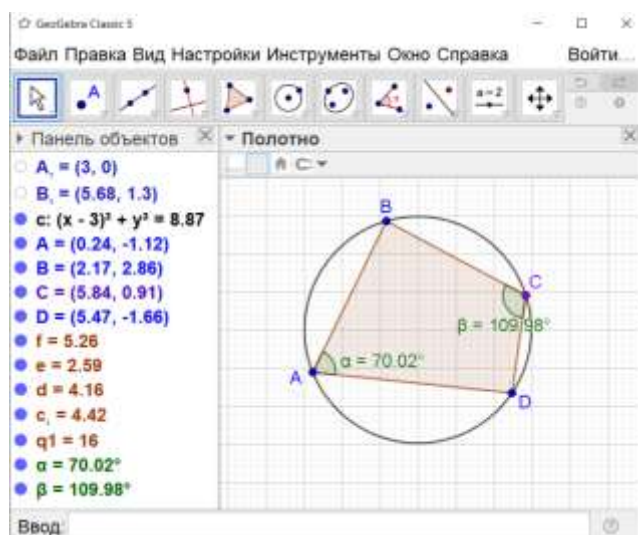 GeoGebra Classic 5
Файл Правка Вид Настройки Инструменты Окно Справка Войти...
A
a=2
Панель объектов
Полотно
A₁ = (3, 0)
B₁ = (5.68, 1.3)
c: (x - 3)² + y² = 8.87
A = (0.24, -1.12)
B = (2.17, 2.86)
C = (5.84, 0.91)
D = (5.47, -1.66)
f = 5.26
e = 2.59
d = 4.16
c₁ = 4.42
q1 = 16
α = 70.02°
β = 109.98°
B
C
β = 109.98°
α = 70.02°
A
D
Ввод: